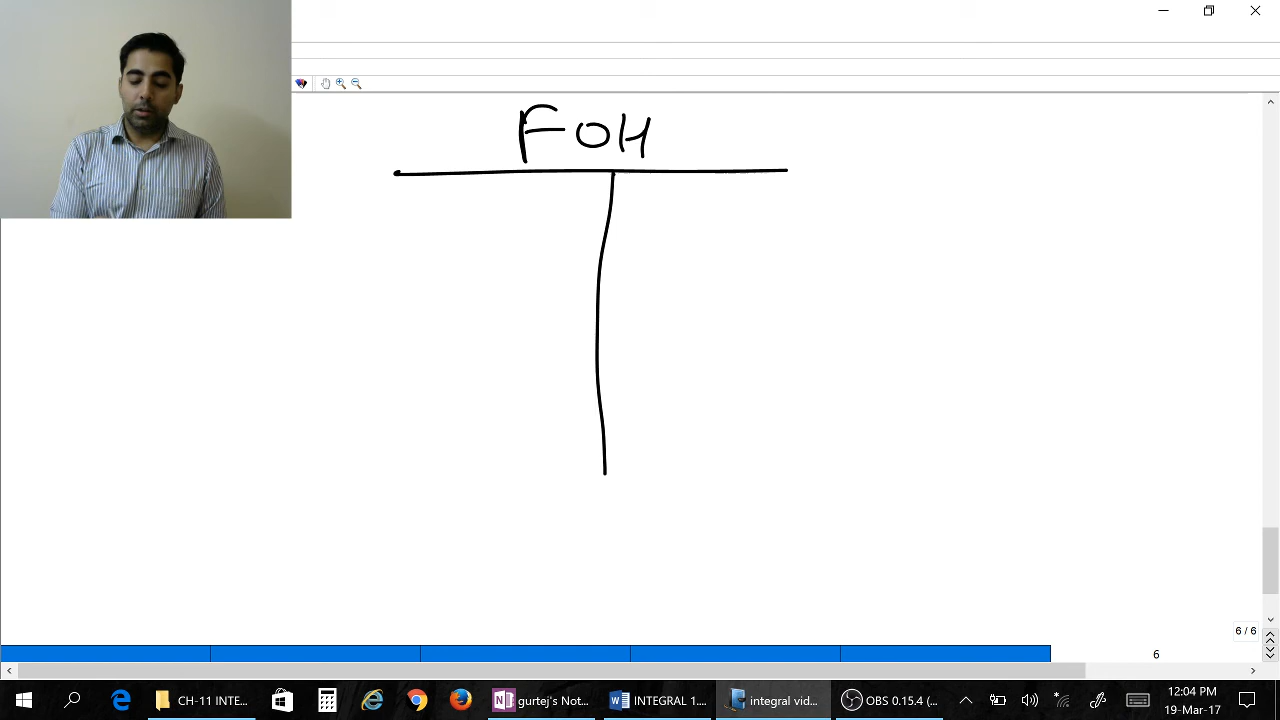 FOH
6 / 6
6
CH-11 INTE...
gurtej's Not...
INTEGRAL 1...
integral vid...
OBS 0.15.4 (...
12:04 PM
19-Mar-17